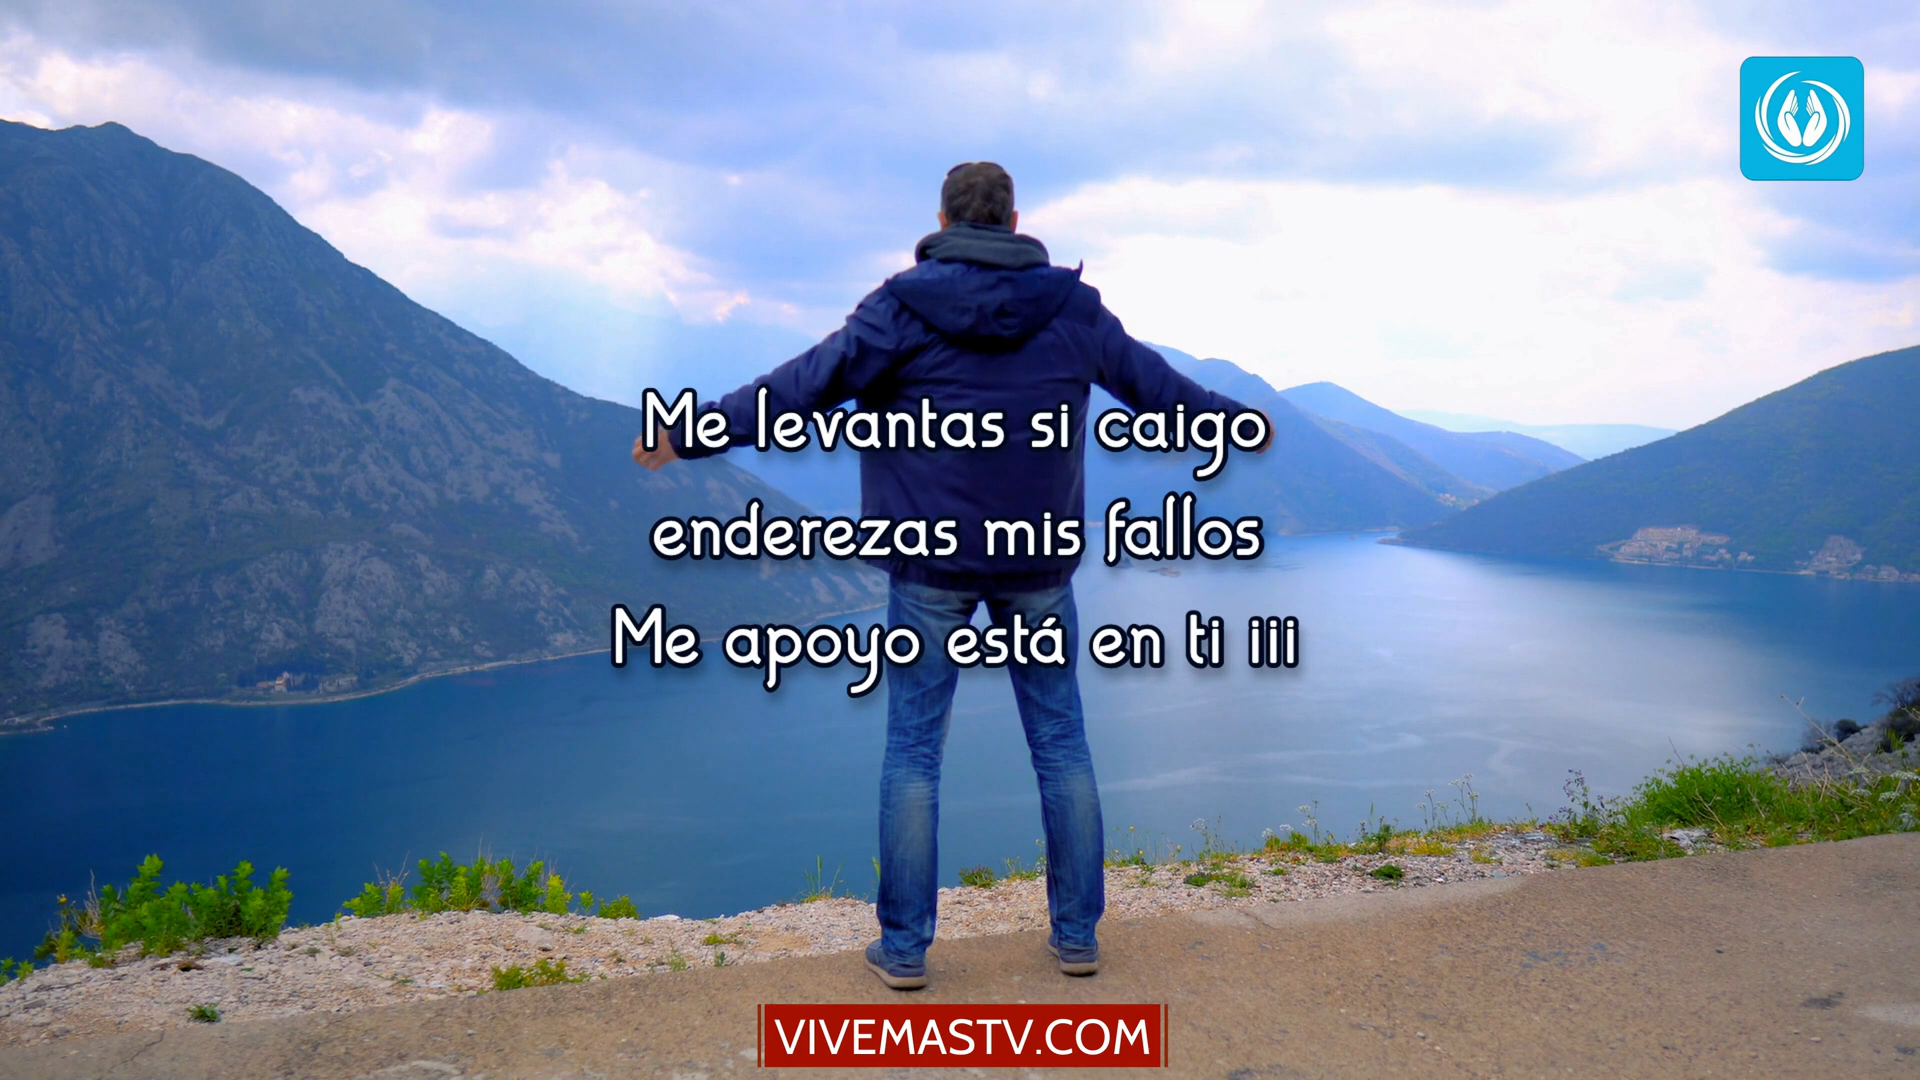 Me levantas si caigo
enderezas mis fallos
Me apoyo está en ti iii
VIVEMASTV.COM